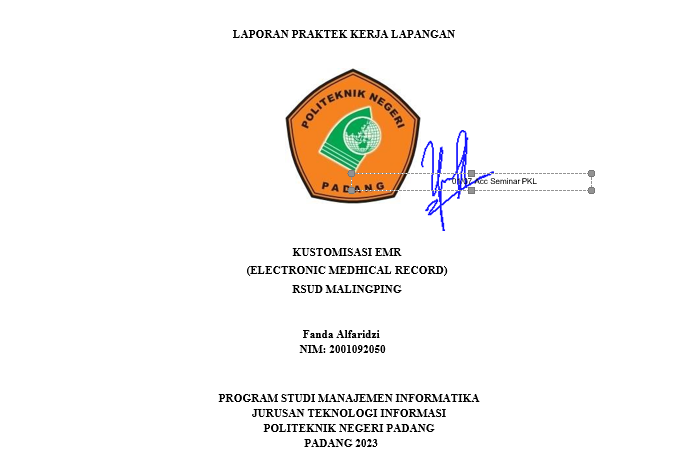 LAPORAN PRAKTEK KERJA LAPANGAN
POLITEKNIK NEGERI
PADANG
Acc Seminar PKL
KUSTOMISASI EMR
(ELECTRONIC MEDHICAL RECORD)
RSUD MALINGPING
Fanda Alfaridzi
NIM: 2001092050
PROGRAM STUDI MANAJEMEN INFORMATIKA
JURUSAN TEKNOLOGI INFORMASI
POLITEKNIK NEGERI PADANG
PADANG 2023